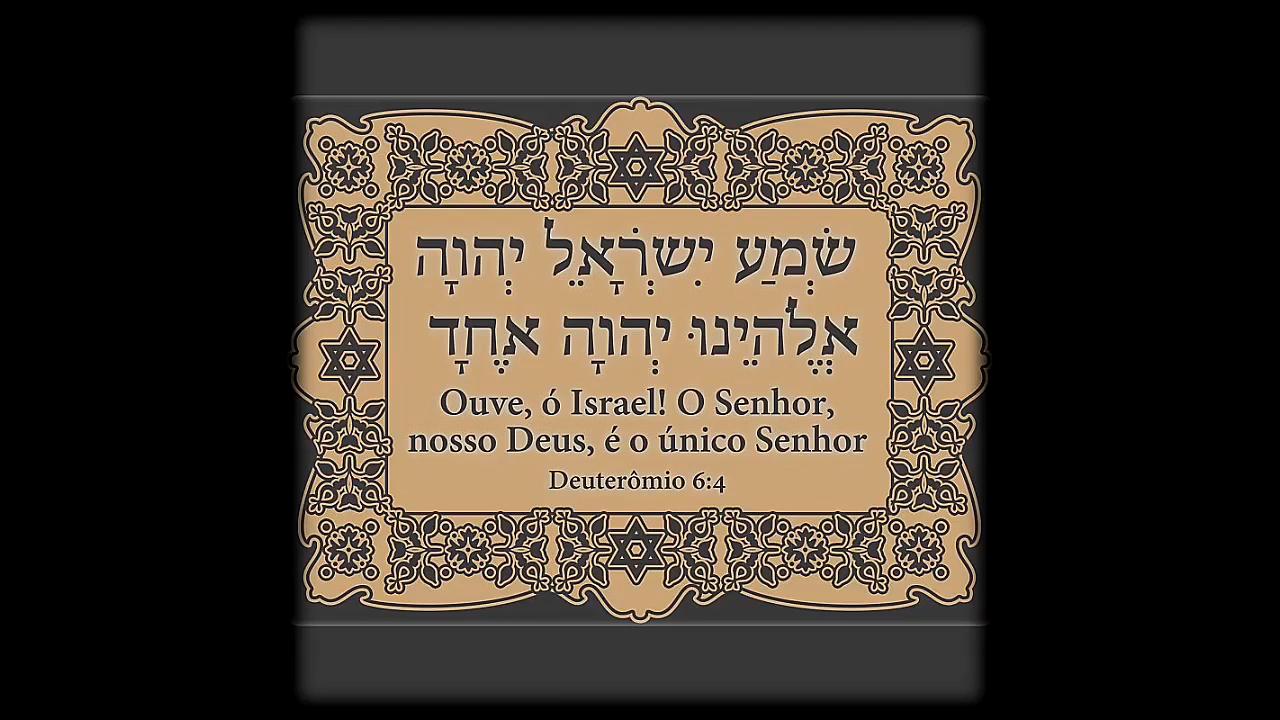 שְׁמַע יִשְׂרָאֵל יְהוָה
אֱלֹהֵינוּ יְהוָה אֶחָד
Ouve, ó Israel! O Senhor,
nosso Deus, é o único Senhor
Deuterômio 6:4